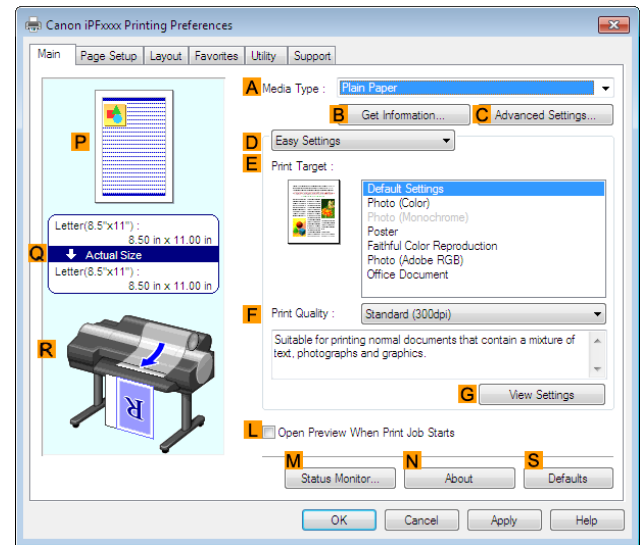 Canon iPFxxxx Printing Preferences
Main Page Setup Layout Favorites Utility Support
A Media Type : Plain Paper
B Get Information... C Advanced Settings...
D Easy Settings
E Print Target :
Default Settings
Photo (Color)
Photo (Monochrome)
Poster
Faithful Color Reproduction
Photo (Adobe RGB)
Office Document
P
Letter(8.5"x11") :
8.50 in x 11.00 in
Q Actual Size
Letter(8.5"x11") :
8.50 in x 11.00 in
F Print Quality : Standard (300dpi)
Suitable for printing normal documents that contain a mixture of
text, photographs and graphics.
G View Settings
R
R
L Open Preview When Print Job Starts
M Status Monitor... N About S Defaults
OK Cancel Apply Help